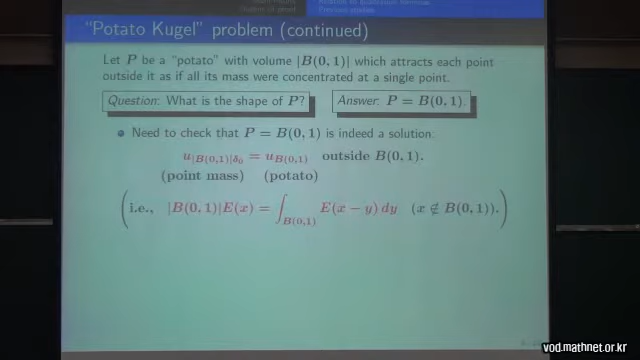 "Potato Kugel" problem (continued)
Let P be a "potato" with volume |B(0, 1)| which attracts each point
outside it as if all its mass were concentrated at a single point.
Question: What is the shape of P?
Answer: P = B(0, 1).
Need to check that P = B(0, 1) is indeed a solution:
u_{|B(0,1)|δ_0} = u_{B(0,1)} outside B(0, 1).
(point mass) (potato)
(i.e., |B(0, 1)|E(x) = ∫_{B(0,1)} E(x − y) dy (x ∉ B(0, 1)).)
vod.mathnet.or.kr